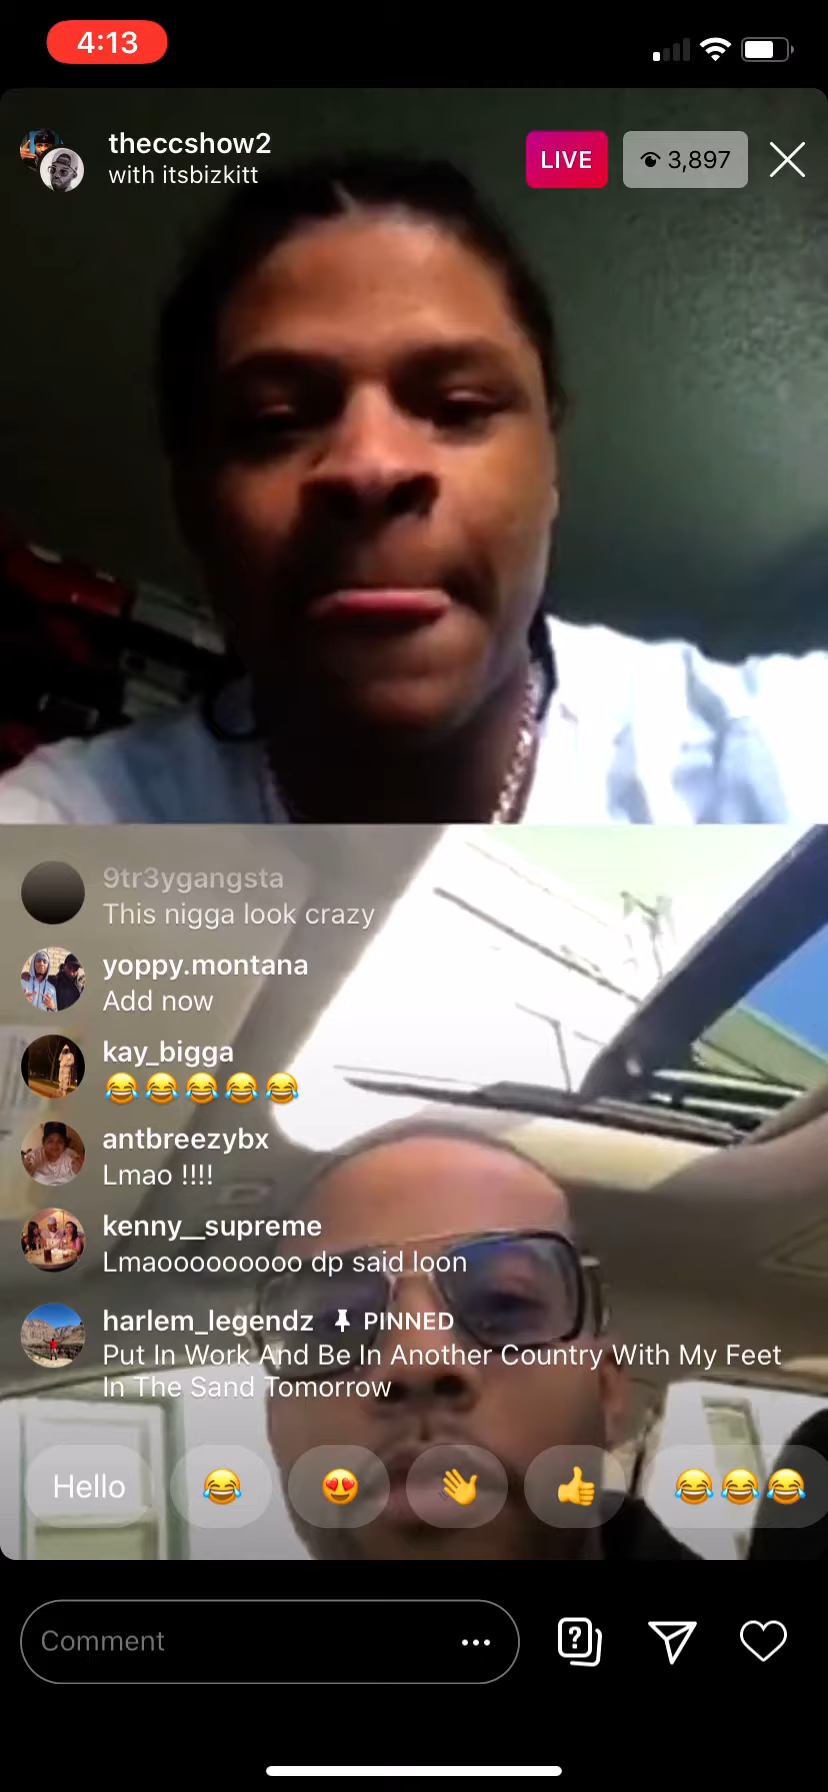 4:13
theccshow2
with itsbizkitt
LIVE
3,897
9tr3ygangsta
This nigga look crazy
yoppy.montana
Add now
kay_bigga
😂😂😂😂😂
antbreezybx
Lmao !!!!
kenny__supreme
Lmaooooooooo dp said loon
harlem_legendz PINNED
Put In Work And Be In Another Country With My Feet
In The Sand Tomorrow
Hello 😂 😍 👋 👍 😂😂😂
Comment